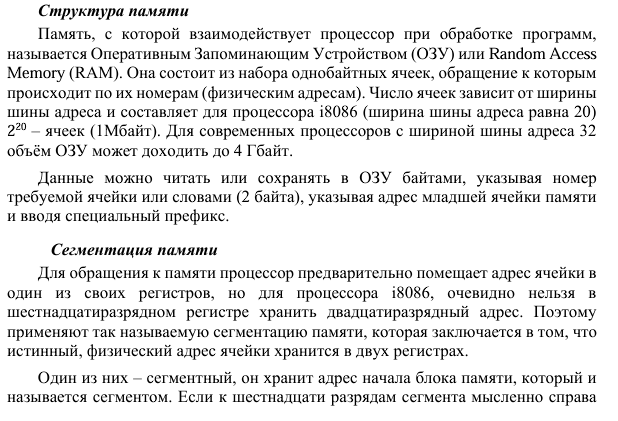 Структура памяти
Память, с которой взаимодействует процессор при обработке программ,
называется Оперативным Запоминающим Устройством (ОЗУ) или Random Access
Memory (RAM). Она состоит из набора однобайтных ячеек, обращение к которым
происходит по их номерам (физическим адресам). Число ячеек зависит от ширины
шины адреса и составляет для процессора i8086 (ширина шины адреса равна 20)
2²⁰ – ячеек (1Мбайт). Для современных процессоров с шириной шины адреса 32
объём ОЗУ может доходить до 4 Гбайт.
Данные можно читать или сохранять в ОЗУ байтами, указывая номер
требуемой ячейки или словами (2 байта), указывая адрес младшей ячейки памяти
и вводя специальный префикс.
Сегментация памяти
Для обращения к памяти процессор предварительно помещает адрес ячейки в
один из своих регистров, но для процессора i8086, очевидно нельзя в
шестнадцатиразрядном регистре хранить двадцатиразрядный адрес. Поэтому
применяют так называемую сегментацию памяти, которая заключается в том, что
истинный, физический адрес ячейки хранится в двух регистрах.
Один из них – сегментный, он хранит адрес начала блока памяти, который и
называется сегментом. Если к шестнадцати разрядам сегмента мысленно справа